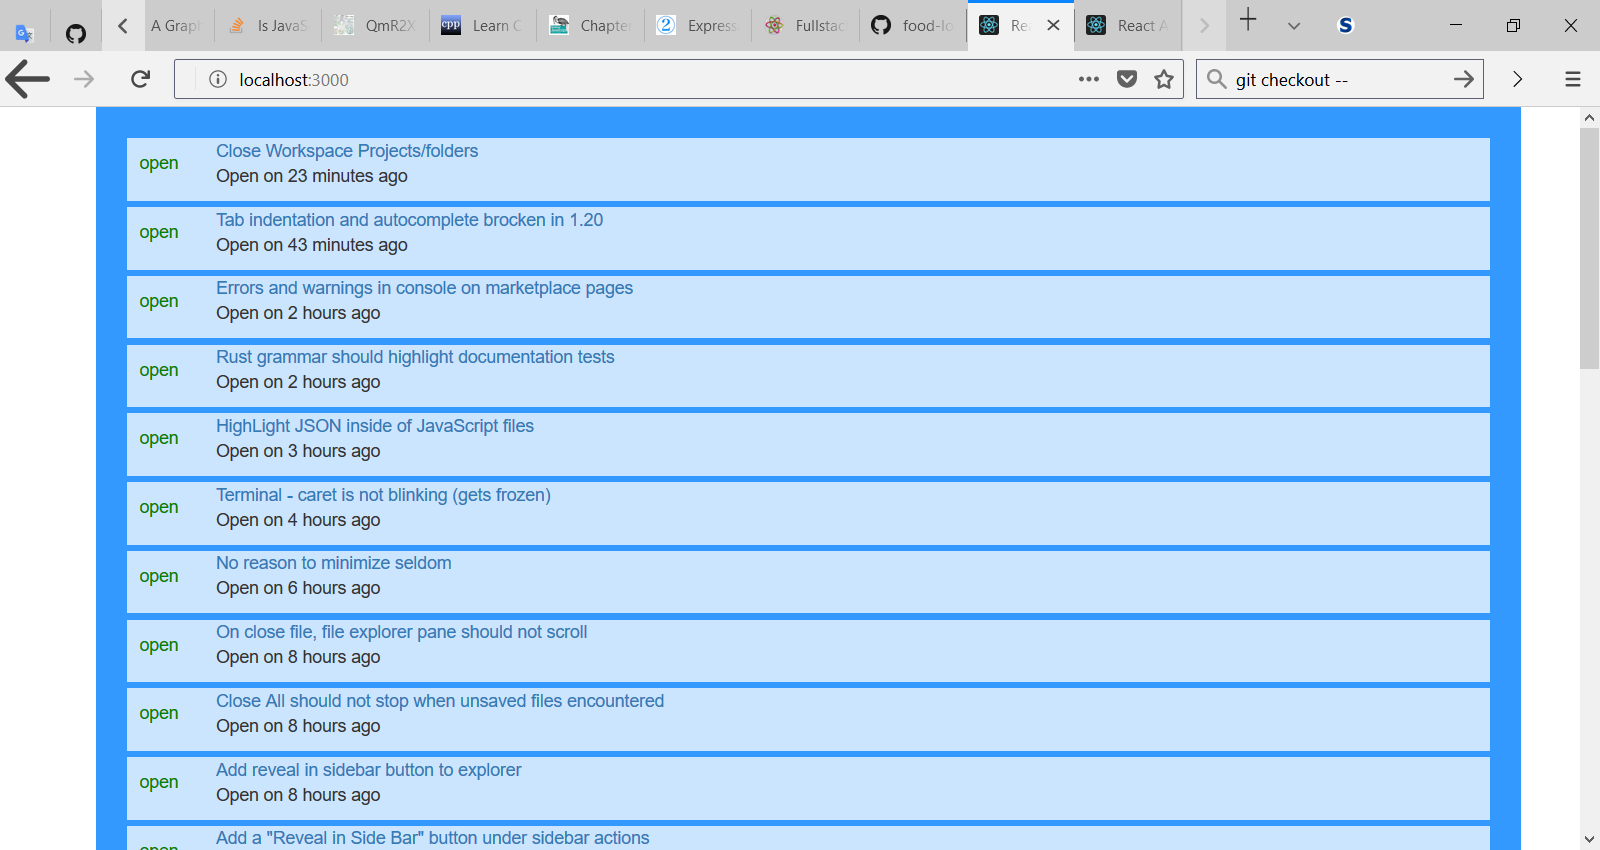 A Grap
Is JavaS
QmR2X
cpp
Learn C
Chapte
2
Express
Fullstac
food-lo
Re
React A
S
localhost:3000
git checkout --
open
Close Workspace Projects/folders
Open on 23 minutes ago
open
Tab indentation and autocomplete brocken in 1.20
Open on 43 minutes ago
open
Errors and warnings in console on marketplace pages
Open on 2 hours ago
open
Rust grammar should highlight documentation tests
Open on 2 hours ago
open
HighLight JSON inside of JavaScript files
Open on 3 hours ago
open
Terminal - caret is not blinking (gets frozen)
Open on 4 hours ago
open
No reason to minimize seldom
Open on 6 hours ago
open
On close file, file explorer pane should not scroll
Open on 8 hours ago
open
Close All should not stop when unsaved files encountered
Open on 8 hours ago
open
Add reveal in sidebar button to explorer
Open on 8 hours ago
open
Add a "Reveal in Side Bar" button under sidebar actions